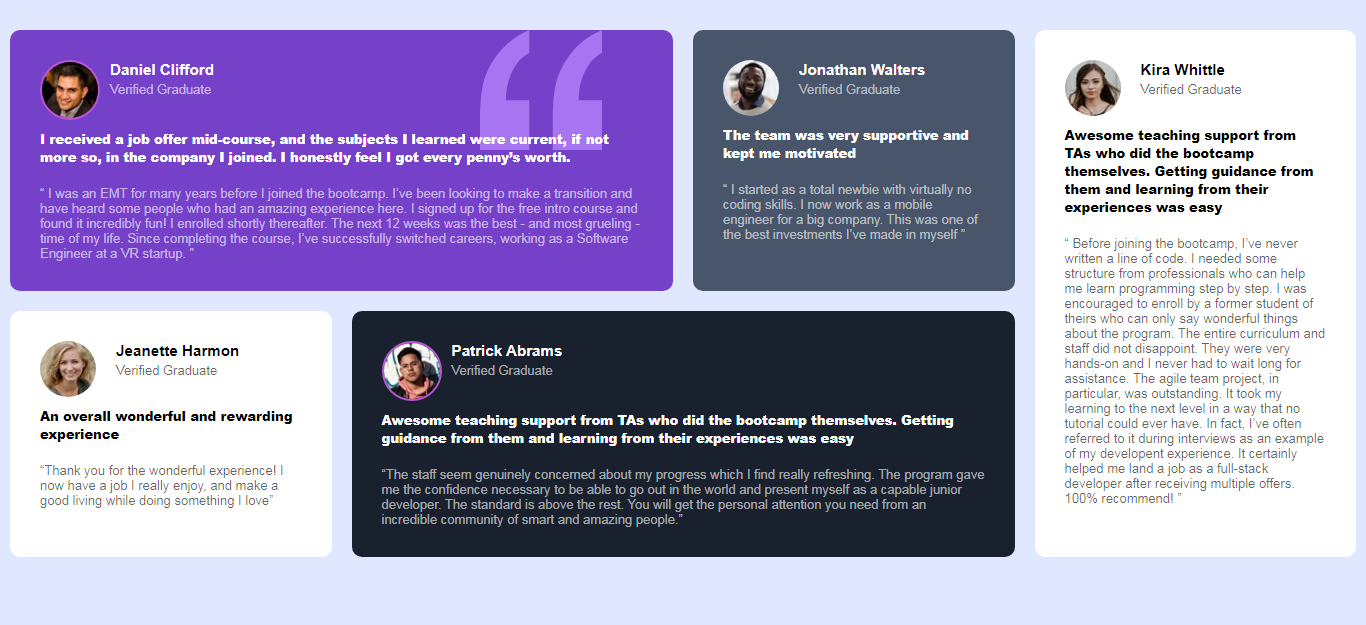 Daniel Clifford
Verified Graduate
I received a job offer mid-course, and the subjects I learned were current, if not
more so, in the company I joined. I honestly feel I got every penny’s worth.
“ I was an EMT for many years before I joined the bootcamp. I’ve been looking to make a transition and
have heard some people who had an amazing experience here. I signed up for the free intro course and
found it incredibly fun! I enrolled shortly thereafter. The next 12 weeks was the best - and most grueling -
time of my life. Since completing the course, I’ve successfully switched careers, working as a Software
Engineer at a VR startup. ”
Jonathan Walters
Verified Graduate
The team was very supportive and
kept me motivated
“ I started as a total newbie with virtually no
coding skills. I now work as a mobile
engineer for a big company. This was one of
the best investments I’ve made in myself ”
Kira Whittle
Verified Graduate
Awesome teaching support from
TAs who did the bootcamp
themselves. Getting guidance from
them and learning from their
experiences was easy
“ Before joining the bootcamp, I’ve never
written a line of code. I needed some
structure from professionals who can help
me learn programming step by step. I was
encouraged to enroll by a former student of
theirs who can only say wonderful things
about the program. The entire curriculum and
staff did not disappoint. They were very
hands-on and I never had to wait long for
assistance. The agile team project, in
particular, was outstanding. It took my
learning to the next level in a way that no
tutorial could ever have. In fact, I’ve often
referred to it during interviews as an example
of my developent experience. It certainly
helped me land a job as a full-stack
developer after receiving multiple offers.
100% recommend! ”
Jeanette Harmon
Verified Graduate
An overall wonderful and rewarding
experience
“Thank you for the wonderful experience! I
now have a job I really enjoy, and make a
good living while doing something I love”
Patrick Abrams
Verified Graduate
Awesome teaching support from TAs who did the bootcamp themselves. Getting
guidance from them and learning from their experiences was easy
“The staff seem genuinely concerned about my progress which I find really refreshing. The program gave
me the confidence necessary to be able to go out in the world and present myself as a capable junior
developer. The standard is above the rest. You will get the personal attention you need from an
incredible community of smart and amazing people.”